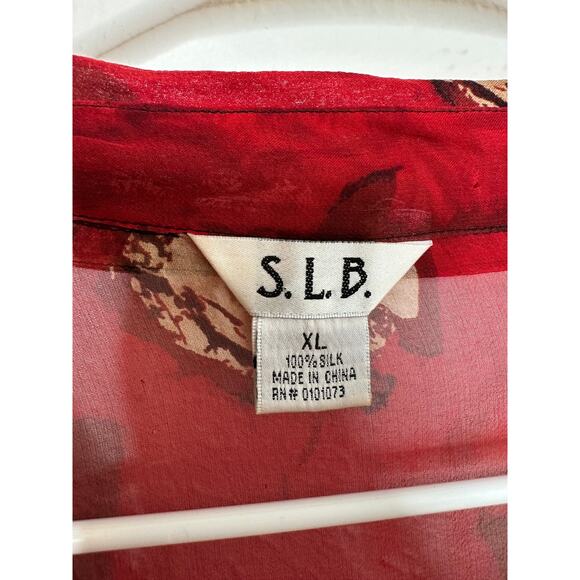 S.L.B.
XL
100% SILK
MADE IN CHINA
RN# 0101073